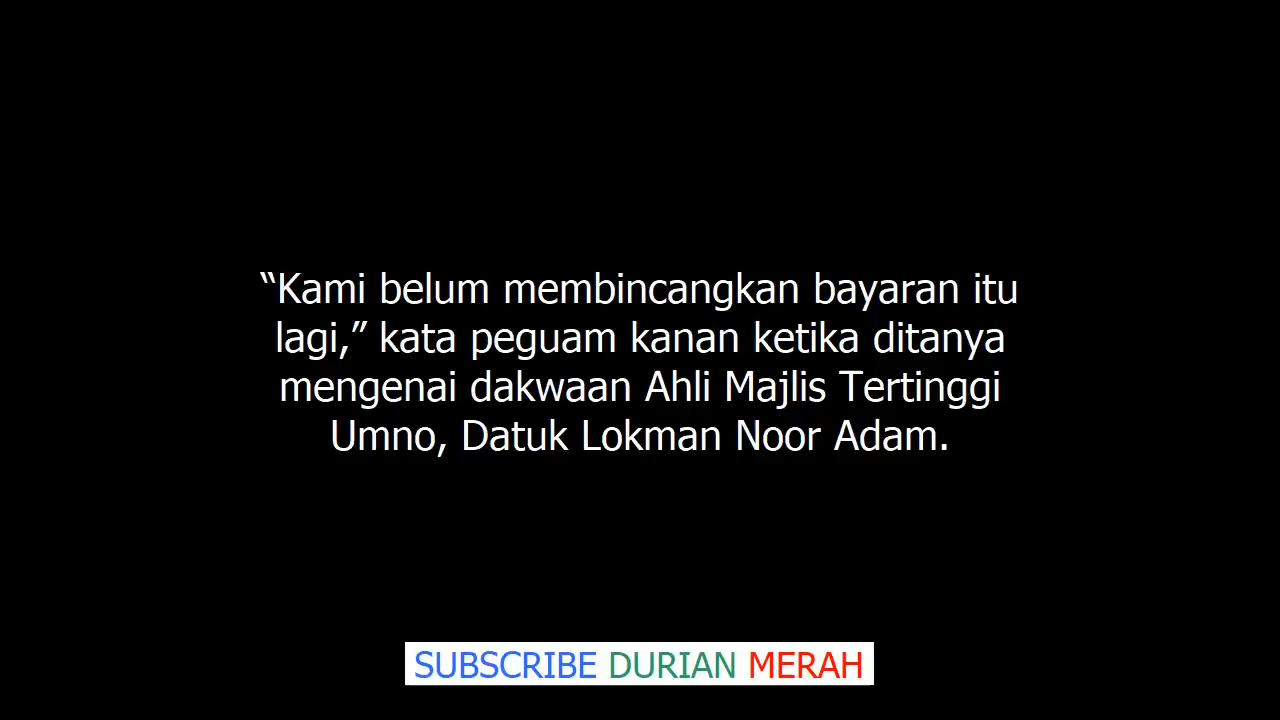 “Kami belum membincangkan bayaran itu
lagi,” kata peguam kanan ketika ditanya
mengenai dakwaan Ahli Majlis Tertinggi
Umno, Datuk Lokman Noor Adam.
SUBSCRIBE DURIAN MERAH